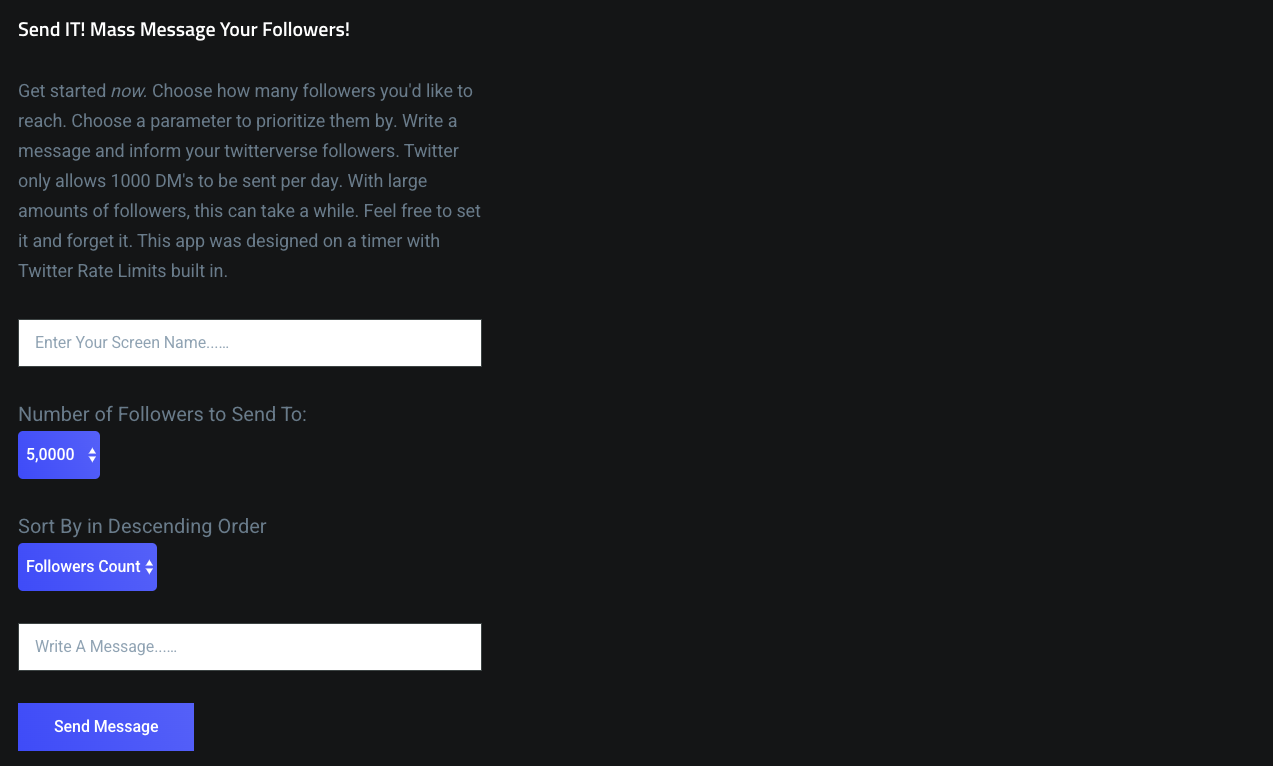 Send IT! Mass Message Your Followers!
Get started now. Choose how many followers you'd like to
reach. Choose a parameter to prioritize them by. Write a
message and inform your twitterverse followers. Twitter
only allows 1000 DM's to be sent per day. With large
amounts of followers, this can take a while. Feel free to set
it and forget it. This app was designed on a timer with
Twitter Rate Limits built in.
Enter Your Screen Name......
Number of Followers to Send To:
5,0000
Sort By in Descending Order
Followers Count
Write A Message......
Send Message